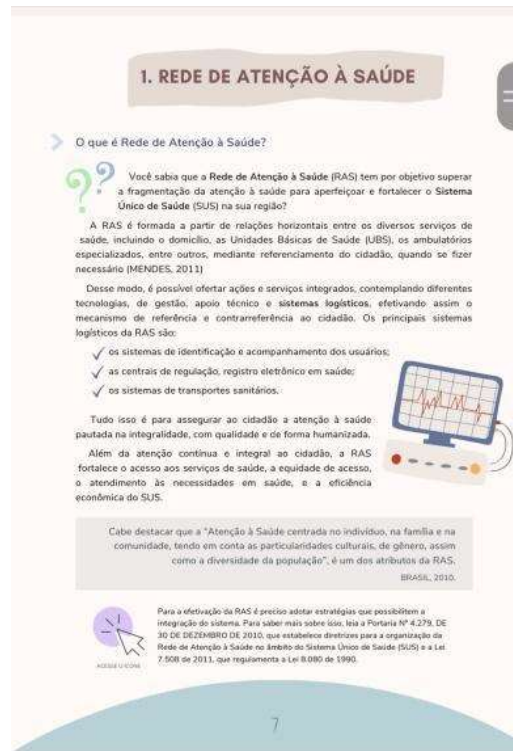 1. REDE DE ATENÇÃO À SAÚDE
O que é Rede de Atenção à Saúde?
??
Você sabia que a Rede de Atenção à Saúde (RAS) tem por objetivo superar
a fragmentação da atenção à saúde para aperfeiçoar e fortalecer o Sistema
Único de Saúde (SUS) na sua região?
A RAS é formada a partir de relações horizontais entre os diversos serviços de
saúde, incluindo o domicílio, as Unidades Básicas de Saúde (UBS), os ambulatórios
especializados, entre outros, mediante referenciamento do cidadão, quando se fizer
necessário (MENDES, 2011)
Desse modo, é possível ofertar ações e serviços integrados, contemplando diferentes
tecnologias, de gestão, apoio técnico e sistemas logísticos, efetivando assim o
mecanismo de referência e contrarreferência ao cidadão. Os principais sistemas
logísticos da RAS são:
✓ os sistemas de identificação e acompanhamento dos usuários;
✓ as centrais de regulação, registro eletrônico em saúde;
✓ os sistemas de transportes sanitários.
Tudo isso é para assegurar ao cidadão a atenção à saúde
pautada na integralidade, com qualidade e de forma humanizada.
Além da atenção contínua e integral ao cidadão, a RAS
fortalece o acesso aos serviços de saúde, a equidade de acesso,
o atendimento às necessidades em saúde, e a eficiência
econômica do SUS.
Cabe destacar que a “Atenção à Saúde centrada no indivíduo, na família e na
comunidade, tendo em conta as particularidades culturais, de gênero, assim
como a diversidade da população”, é um dos atributos da RAS.
BRASIL, 2010.
Para a efetivação da RAS é preciso adotar estratégias que possibilitem a
integração do sistema. Para saber mais sobre isso, leia a Portaria Nº 4.279, DE
30 DE DEZEMBRO DE 2010, que estabelece diretrizes para a organização da
Rede de Atenção à Saúde no âmbito do Sistema Único de Saúde (SUS) e a Lei
7.508 de 2011, que regulamenta a Lei 8.080 de 1990.
ACESSE O ÍCONE
7